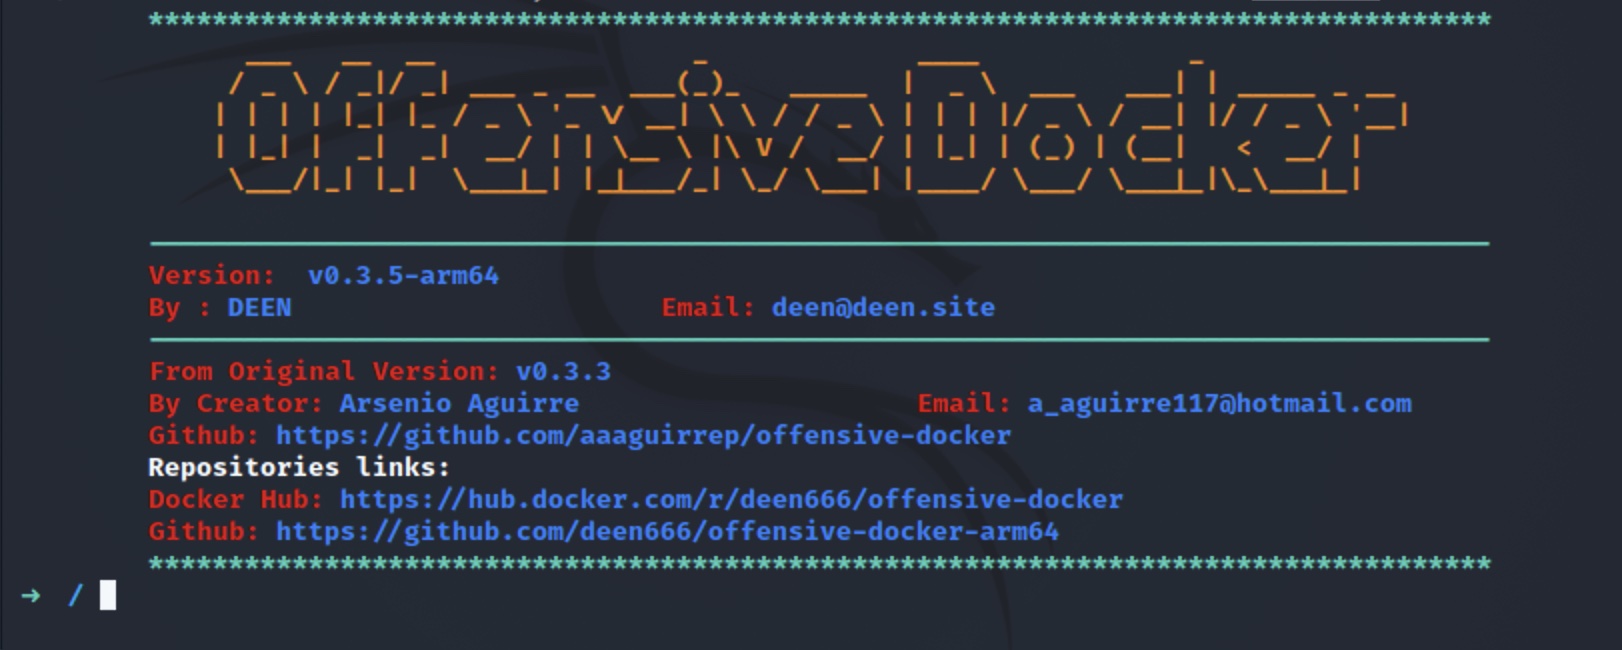 ************************************************************************************
Offensive Docker
Version:  v0.3.5-arm64
By : DEEN Email: deen@deen.site
From Original Version: v0.3.3
By Creator: Arsenio Aguirre Email: a_aguirre117@hotmail.com
Github: https://github.com/aaaguirrep/offensive-docker
Repositories links:
Docker Hub: https://hub.docker.com/r/deen666/offensive-docker
Github: https://github.com/deen666/offensive-docker-arm64
************************************************************************************
➜ /